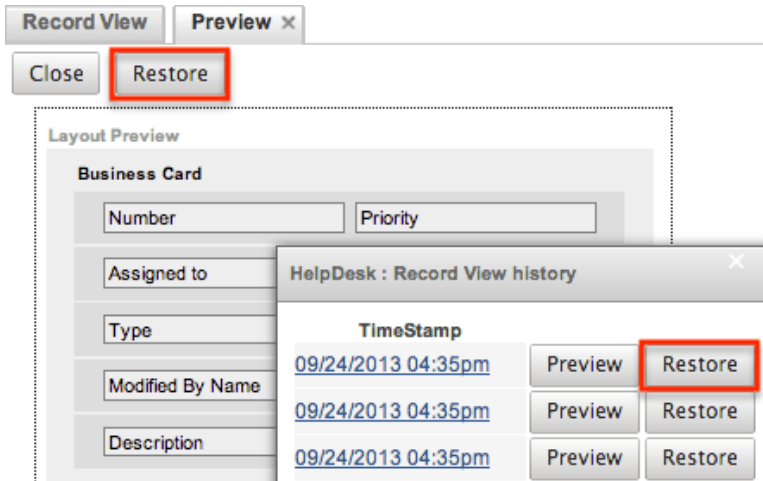 Record View Preview ×
Close Restore
Layout Preview
Business Card
Number Priority
Assigned to
HelpDesk : Record View history ×
Type
TimeStamp
09/24/2013 04:35pm Preview Restore
Modified By Name
09/24/2013 04:35pm Preview Restore
Description
09/24/2013 04:35pm Preview Restore